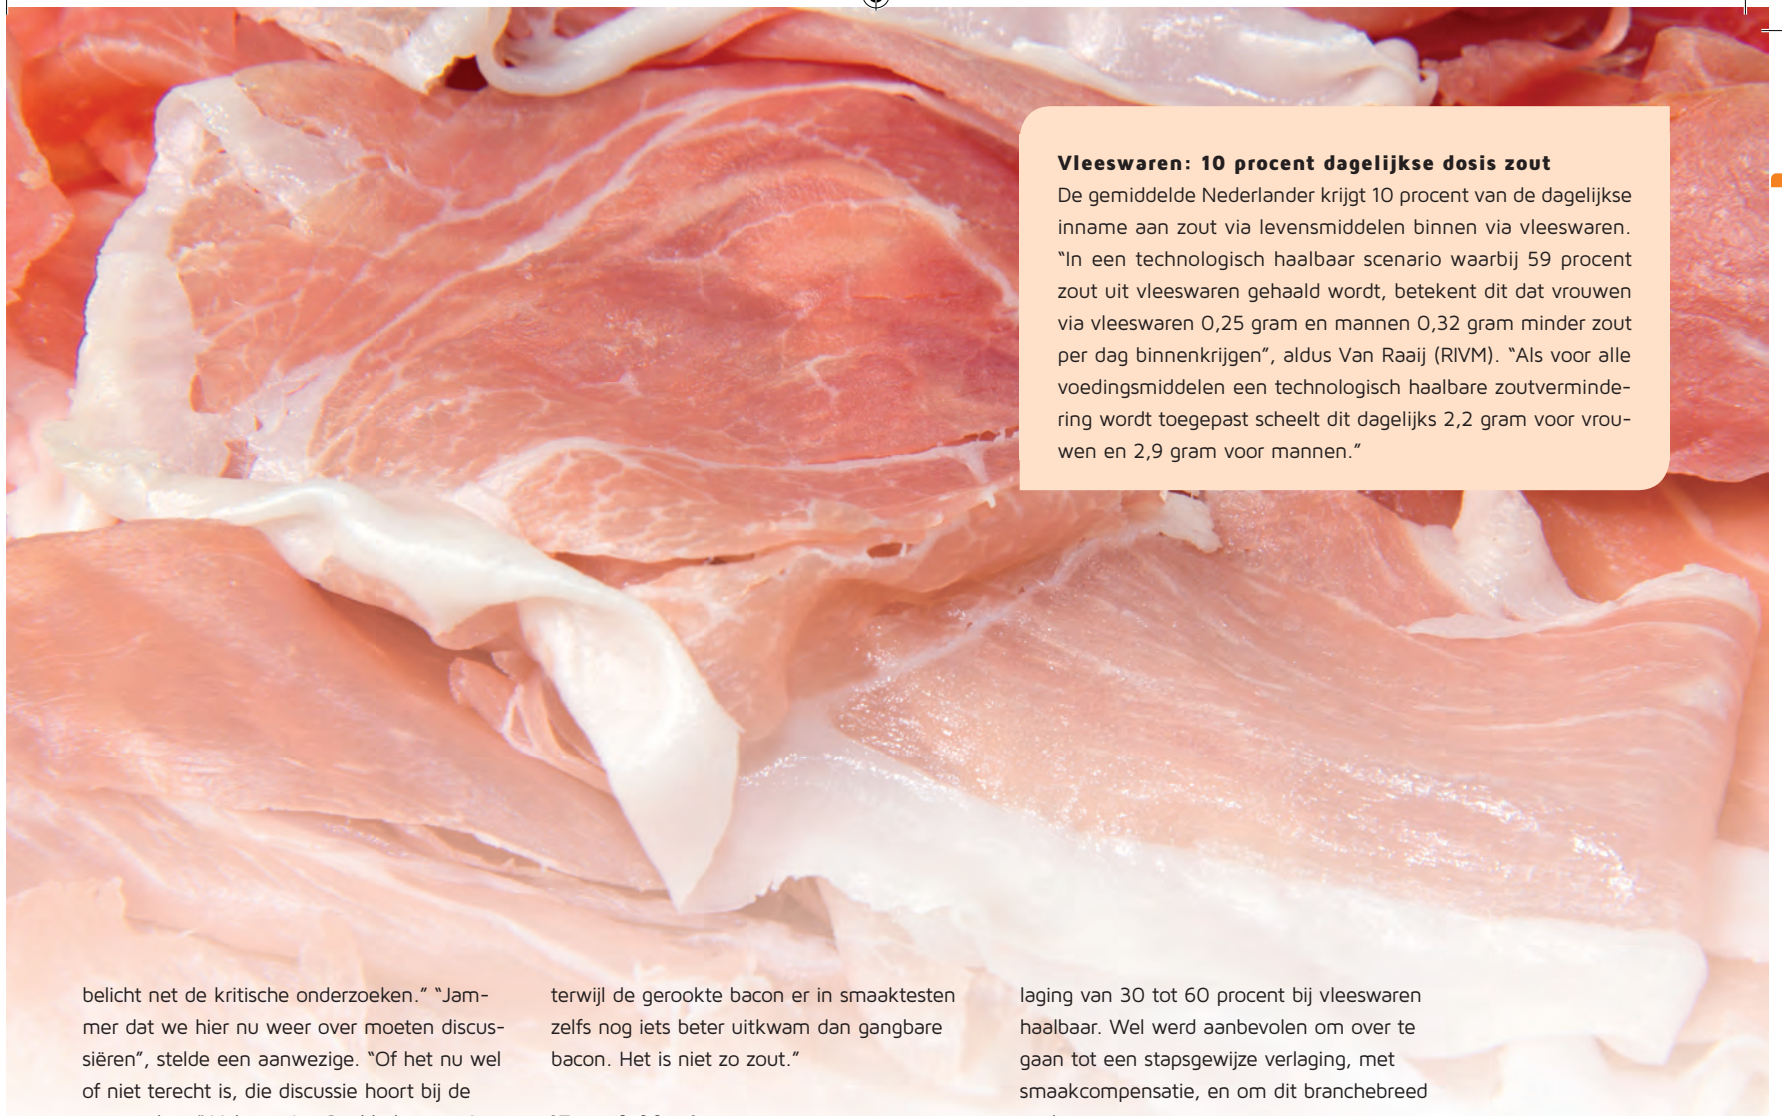 Vleeswaren: 10 procent dagelijkse dosis zout
De gemiddelde Nederlander krijgt 10 procent van de dagelijkse
inname aan zout via levensmiddelen binnen via vleeswaren.
“In een technologisch haalbaar scenario waarbij 59 procent
zout uit vleeswaren gehaald wordt, betekent dit dat vrouwen
via vleeswaren 0,25 gram en mannen 0,32 gram minder zout
per dag binnenkrijgen”, aldus Van Raaij (RIVM). “Als voor alle
voedingsmiddelen een technologisch haalbare zoutverminde-
ring wordt toegepast scheelt dit dagelijks 2,2 gram voor vrou-
wen en 2,9 gram voor mannen.”
belicht net de kritische onderzoeken.” “Jam-
mer dat we hier nu weer over moeten discus-
siëren”, stelde een aanwezige. “Of het nu wel
of niet terecht is, die discussie hoort bij de
terwijl de gerookte bacon er in smaaktesten
zelfs nog iets beter uitkwam dan gangbare
bacon. Het is niet zo zout.”
laging van 30 tot 60 procent bij vleeswaren
haalbaar. Wel werd aanbevolen om over te
gaan tot een stapsgewijze verlaging, met
smaakcompensatie, en om dit branchebreed